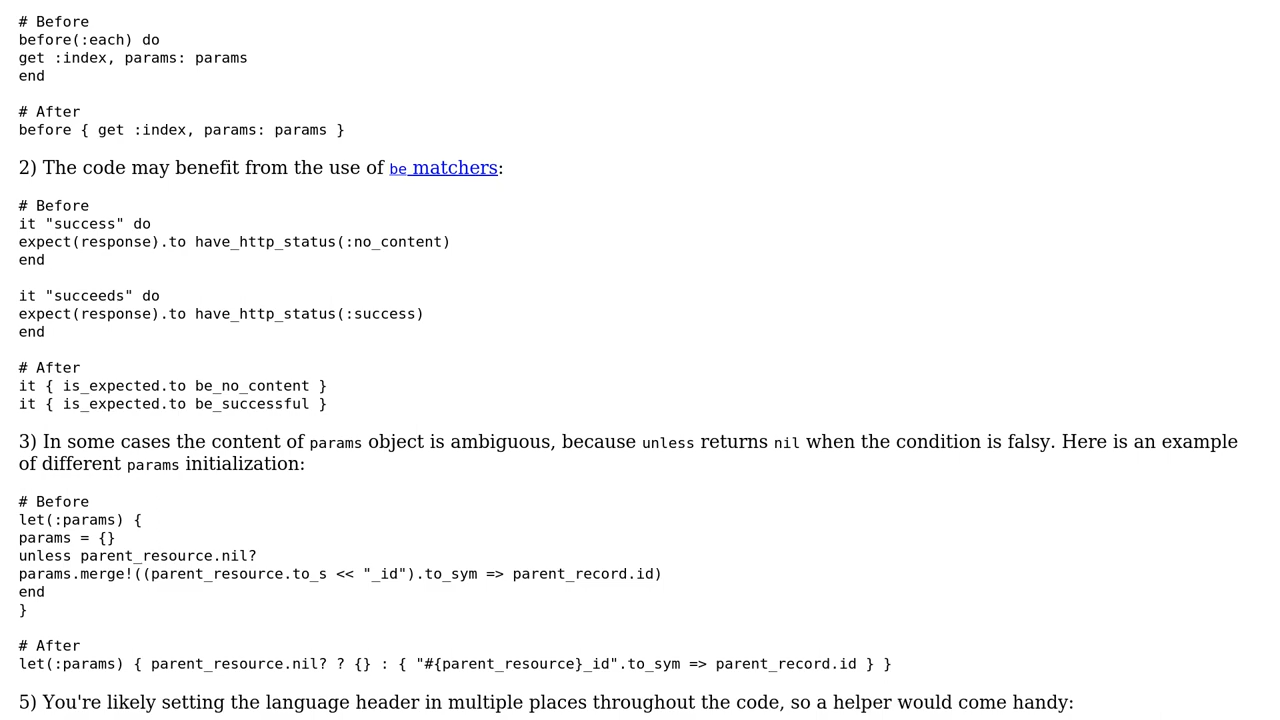 # Before
before(:each) do
get :index, params: params
end

# After
before { get :index, params: params }

2) The code may benefit from the use of be matchers:

# Before
it "success" do
expect(response).to have_http_status(:no_content)
end

it "succeeds" do
expect(response).to have_http_status(:success)
end

# After
it { is_expected.to be_no_content }
it { is_expected.to be_successful }

3) In some cases the content of params object is ambiguous, because unless returns nil when the condition is falsy. Here is an example
of different params initialization:

# Before
let(:params) {
params = {}
unless parent_resource.nil?
params.merge!((parent_resource.to_s << "_id").to_sym => parent_record.id)
end
}

# After
let(:params) { parent_resource.nil? ? {} : { "#{parent_resource}_id".to_sym => parent_record.id } }

5) You're likely setting the language header in multiple places throughout the code, so a helper would come handy: